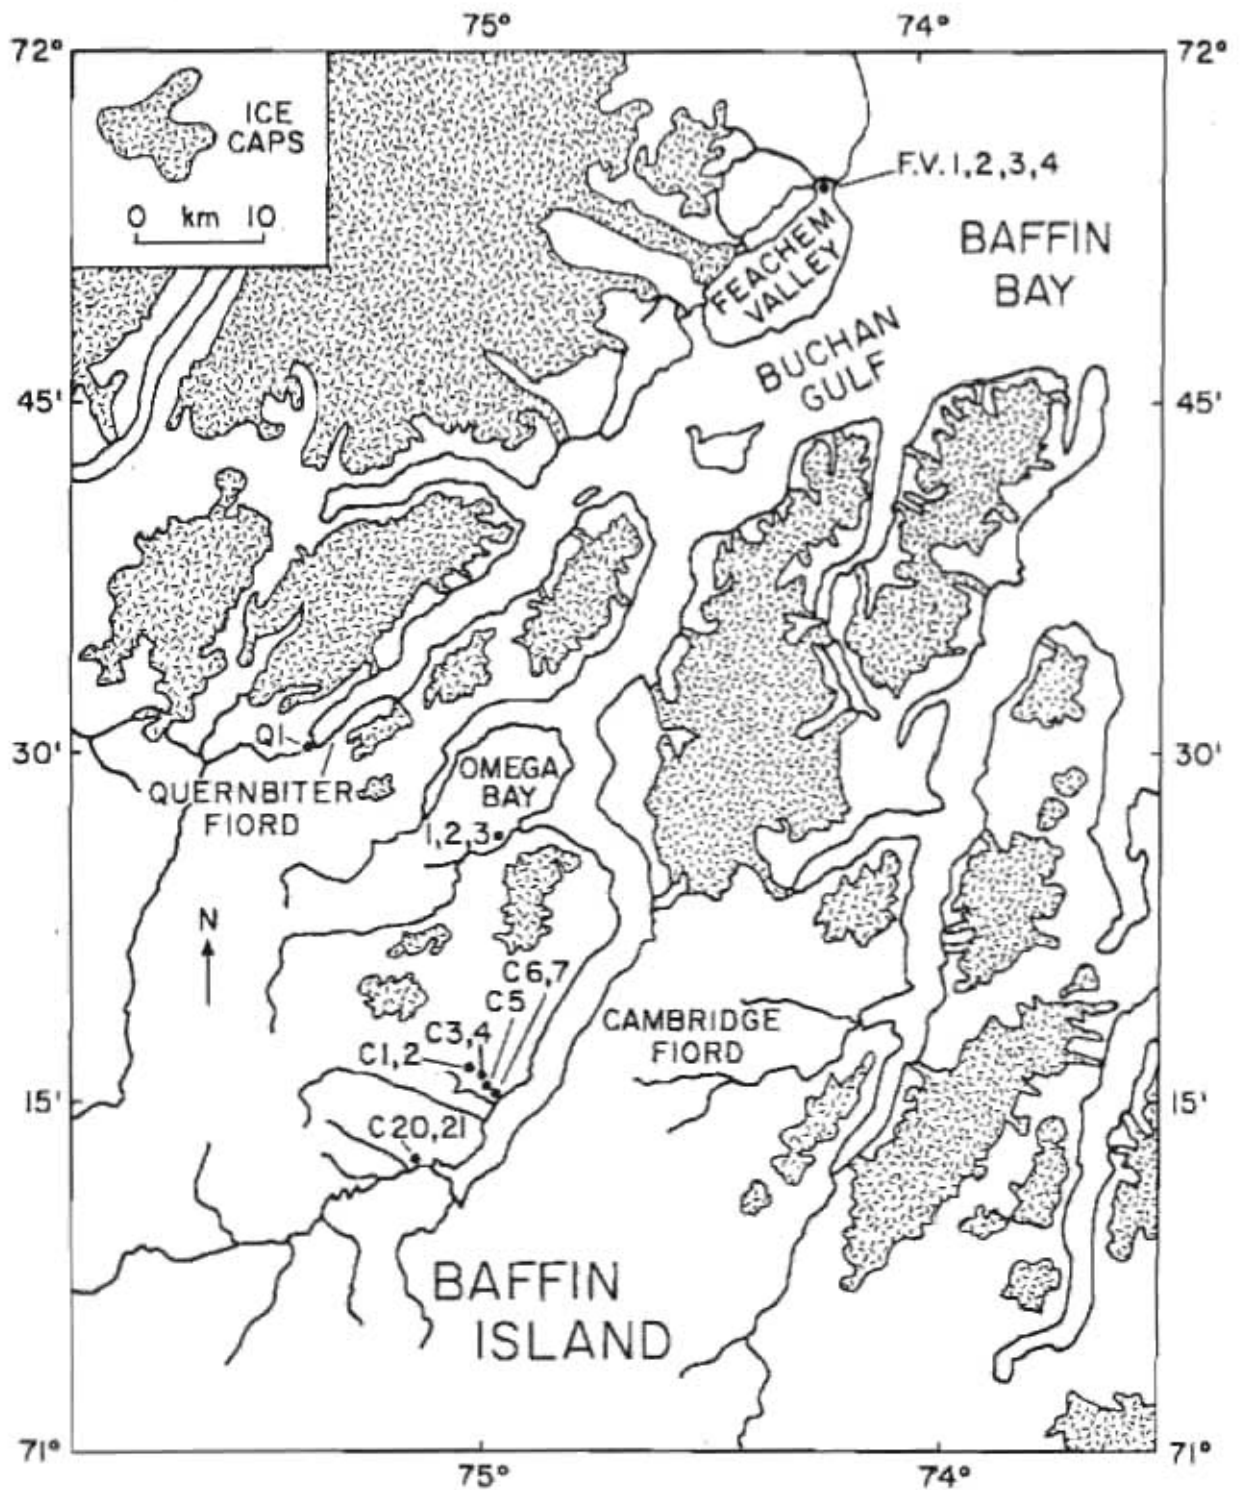 75° 74°
72° 72°
ICE
CAPS
0 km 10
F.V. 1,2,3,4
BAFFIN
BAY
FEACHEM
VALLEY
BUCHAN
GULF
45' 45'
Q1
30' 30'
QUERNBITER
FIORD
OMEGA
BAY
1,2,3
N
C6,7
C5
C3,4
C1,2
CAMBRIDGE
FIORD
15' 15'
C20,21
BAFFIN
ISLAND
71° 71°
75° 74°